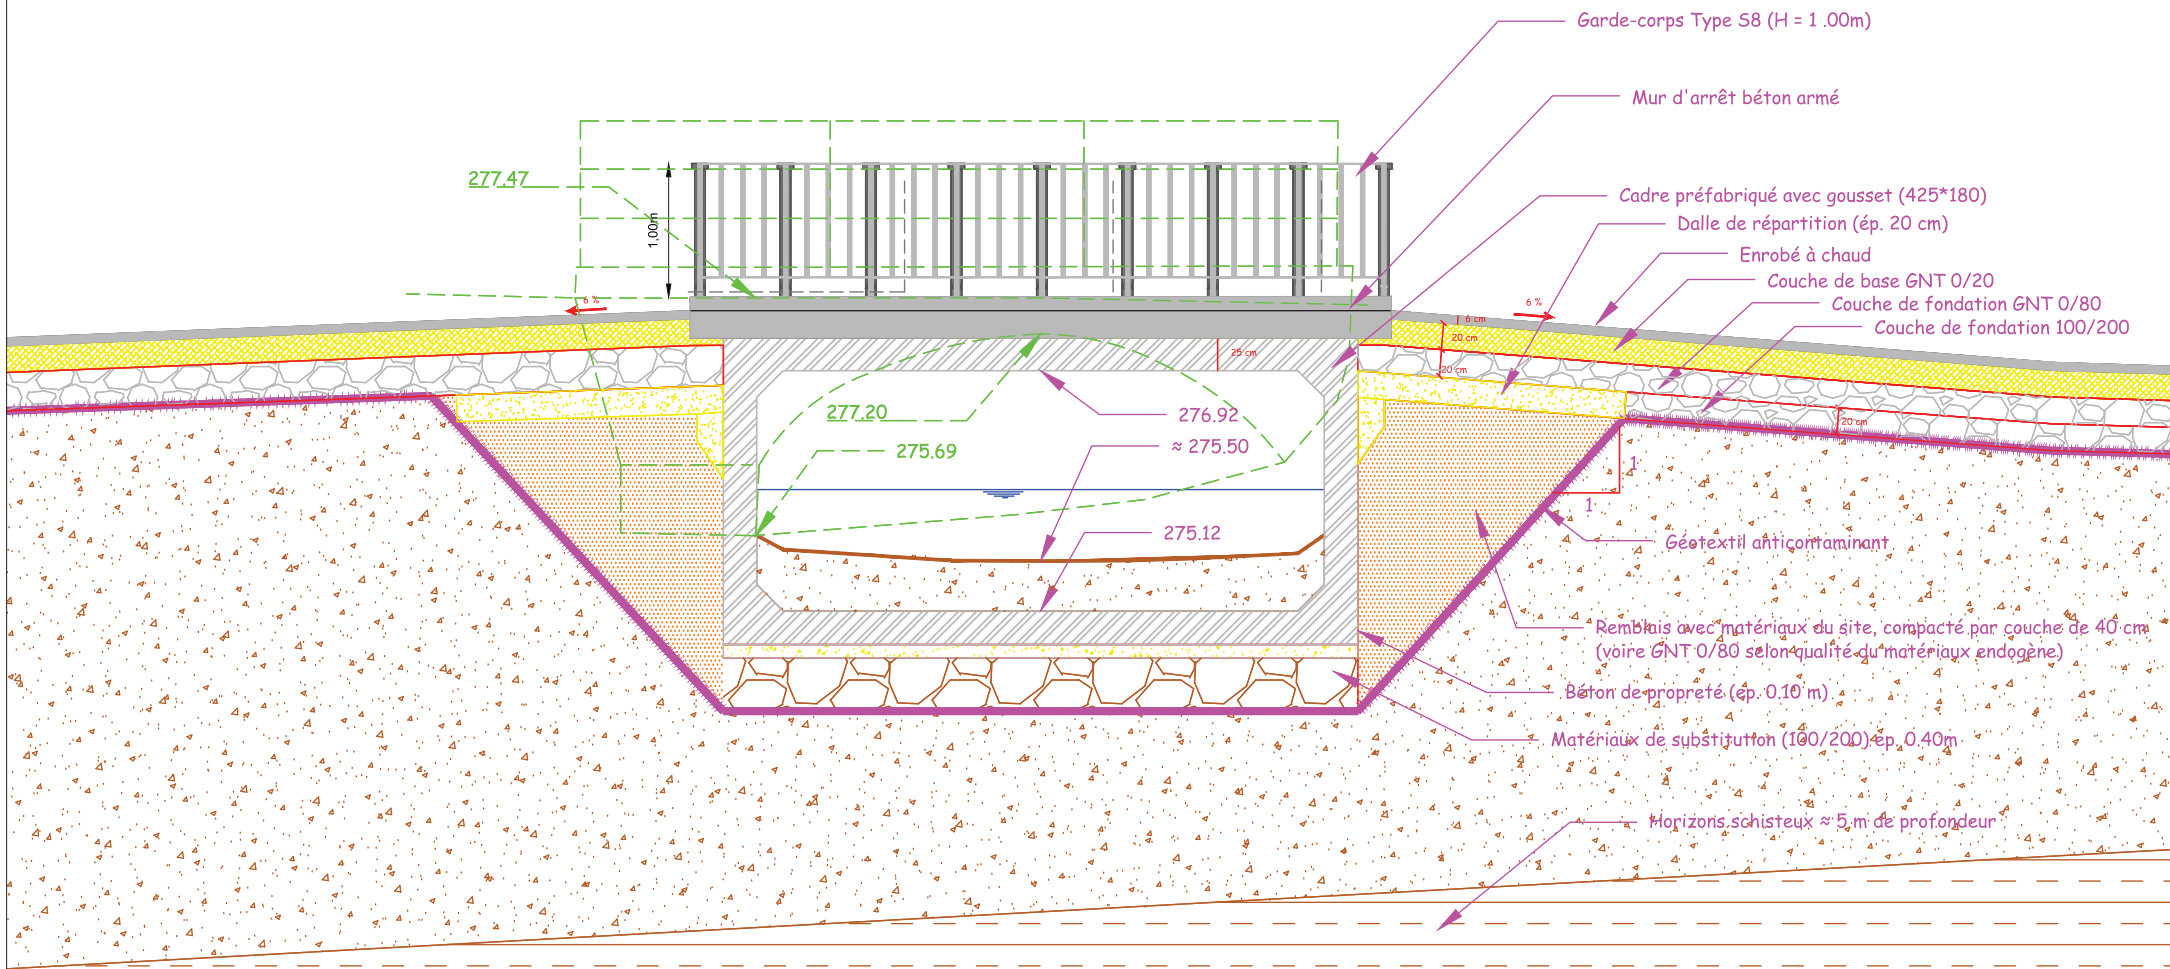 Garde-corps Type S8 (H = 1 .00m)
Mur d'arrêt béton armé
277.47
1,00m
Cadre préfabriqué avec gousset (425*180)
Dalle de répartition (ép. 20 cm)
Enrobé à chaud
Couche de base GNT 0/20
Couche de fondation GNT 0/80
Couche de fondation 100/200
6 %
6 %
6 cm
20 cm
25 cm
20 cm
277.20
276.92
20 cm
275.69
≈ 275.50
1
1
275.12
Géotextil anticontaminant
Remblais avec matériaux du site, compacté par couche de 40 cm
(voire GNT 0/80 selon qualité du matériaux endogène)
Béton de propreté (ep. 0.10 m)
Matériaux de substitution (100/200) ep. 0.40m
Horizons schisteux ≈ 5 m de profondeur